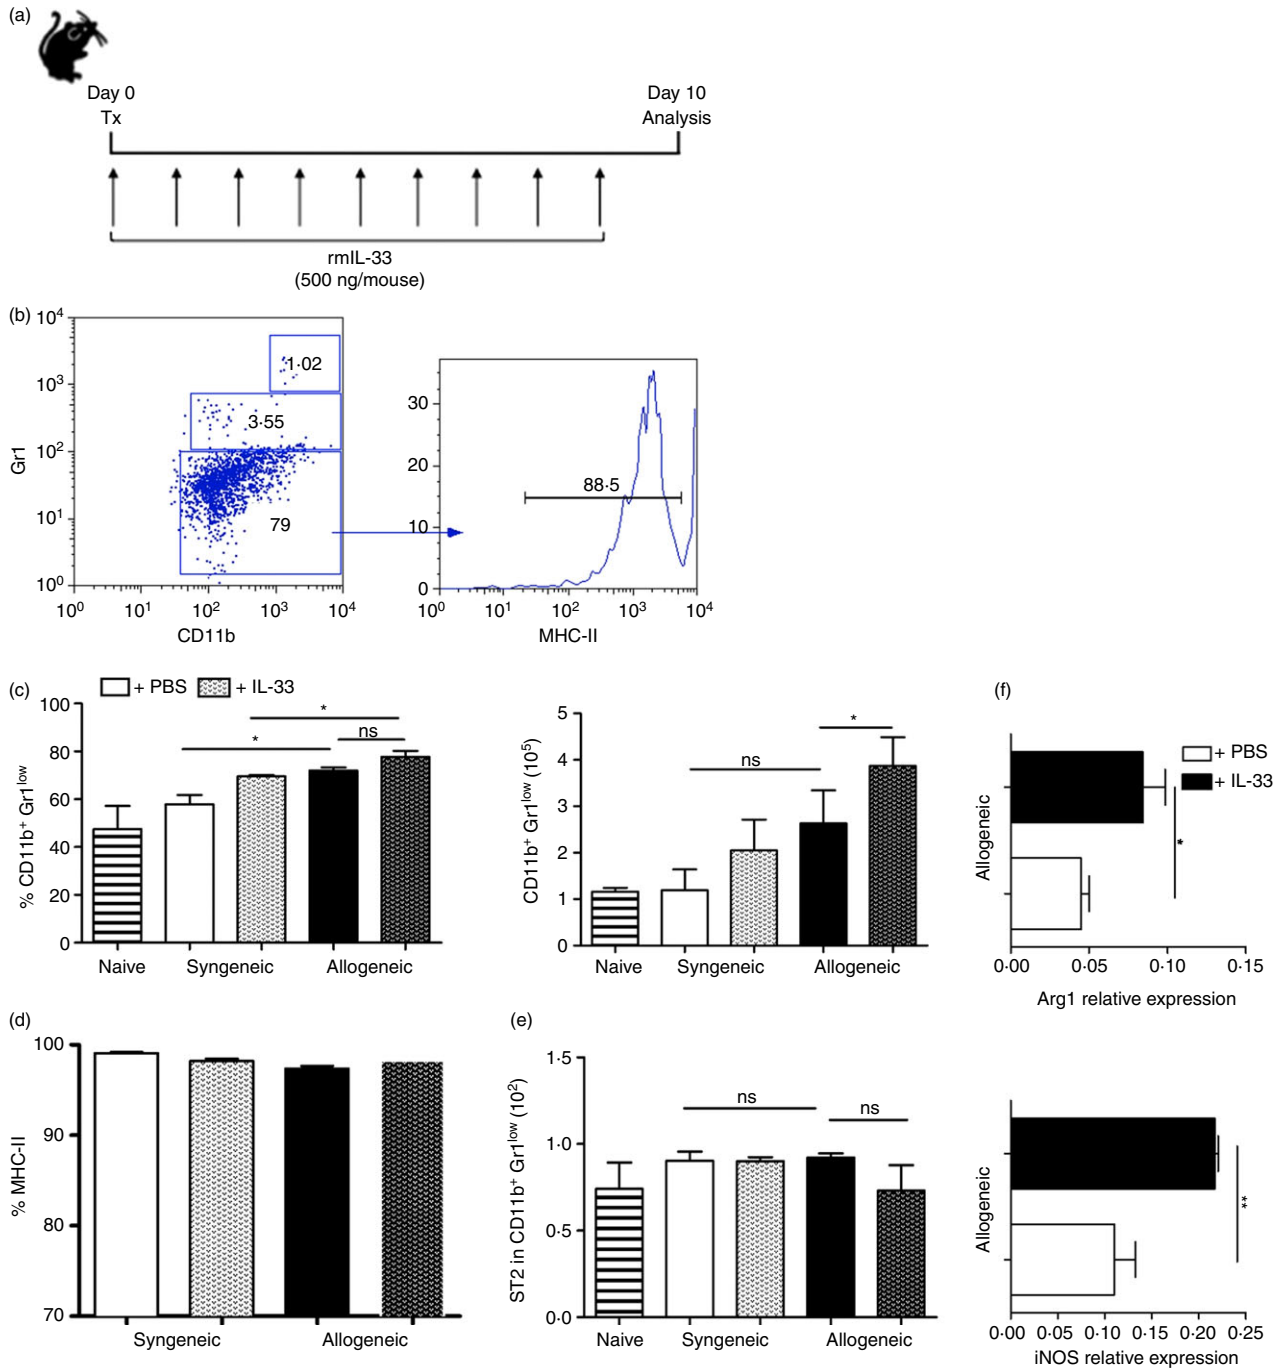 (a)
Day 0
Tx
Day 10
Analysis
rmIL-33
(500 ng/mouse)
(b)
10⁴
10³
10²
10¹
10⁰
Gr1
1·02
3·55
79
10⁰ 10¹ 10² 10³ 10⁴
CD11b
30
20
10
0
88·5
10⁰ 10¹ 10² 10³ 10⁴
MHC-II
(c)
+ PBS + IL-33
100
80
60
40
20
0
% CD11b⁺ Gr1ˡᵒʷ
*
*
ns
Naive Syngeneic Allogeneic
5
4
3
2
1
0
CD11b⁺ Gr1ˡᵒʷ (10⁵)
ns
*
Naive Syngeneic Allogeneic
(d)
100
90
80
70
% MHC-II
Syngeneic Allogeneic
(e)
1·5
1·0
0·5
0·0
ST2 in CD11b⁺ Gr1ˡᵒʷ (10²)
ns
ns
Naive Syngeneic Allogeneic
(f)
+ PBS
+ IL-33
Allogeneic
*
0·00 0·05 0·10 0·15
Arg1 relative expression
Allogeneic
**
0·00 0·05 0·10 0·15 0·20 0·25
iNOS relative expression